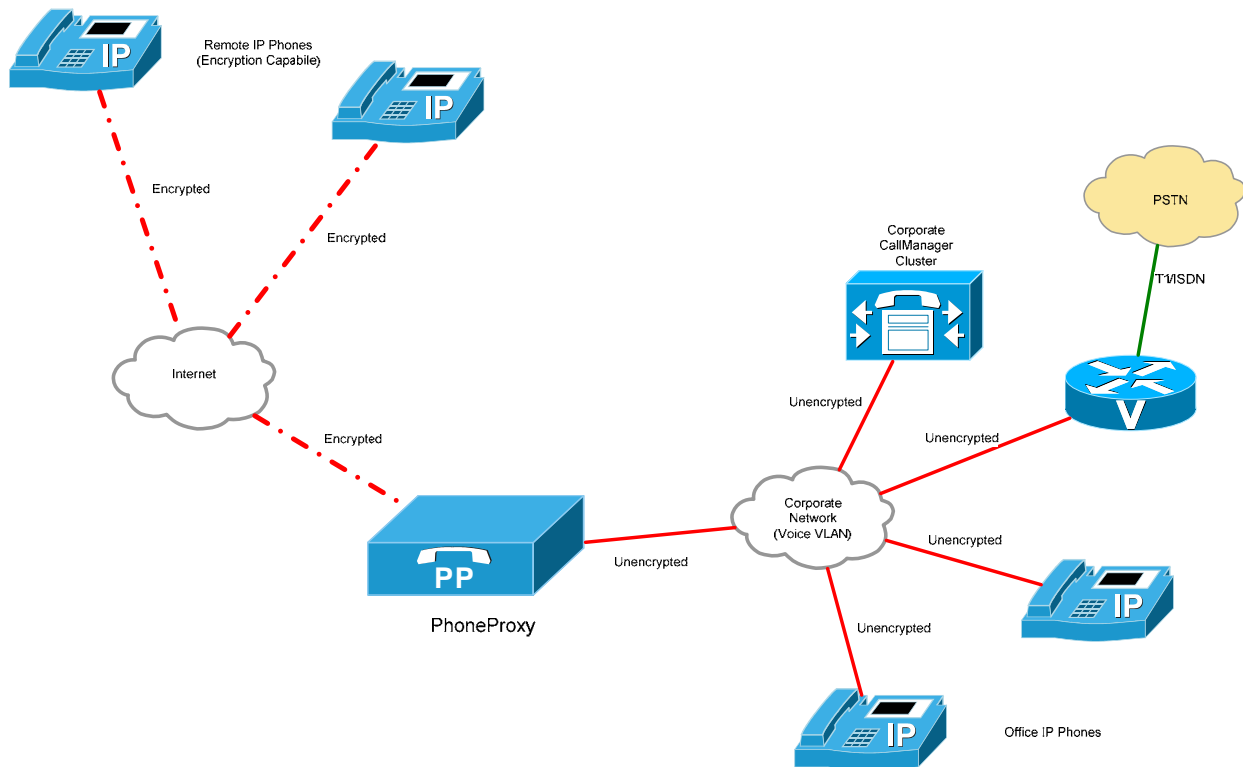 IP
Remote IP Phones
(Encryption Capabile)
IP
Encrypted
Encrypted
PSTN
Corporate
CallManager
Cluster
T1/ISDN
Internet
Unencrypted
V
Encrypted
Unencrypted
Corporate
Network
(Voice VLAN)
Unencrypted
Unencrypted
PP
IP
PhoneProxy
Unencrypted
IP
Office IP Phones